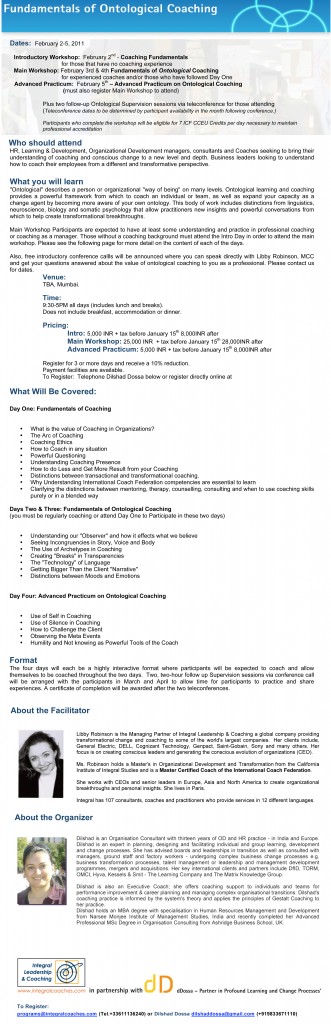 Fundamentals of Ontological Coaching
Dates: February 2-5, 2011
Introductory Workshop: February 2nd - Coaching Fundamentals
for those that have no coaching experience
Main Workshop: February 3rd & 4th Fundamentals of Ontological Coaching
for experienced coaches and/or those who have followed Day One
Advanced Practicum: February 5th – Advanced Practicum on Ontological Coaching
(must also register Main Workshop to attend)
Plus two follow-up Ontological Supervision sessions via teleconference for those attending
(Teleconference dates to be determined by participant availability in the month following conference.)
Participants who complete the workshop will be eligible for 7 ICF CCEU Credits per day necessary to maintain
professional accreditation
Who should attend
HR, Learning & Development, Organizational Development managers, consultants and Coaches seeking to bring their
understanding of coaching and conscious change to a new level and depth. Business leaders looking to understand
how to coach their employees from a different and transformative perspective.
What you will learn
"Ontological" describes a person or organizational "way of being" on many levels. Ontological learning and coaching
provides a powerful framework from which to coach an individual or team, as well as expand your capacity as a
change agent by becoming more aware of your own ontology. This body of work includes distinctions from linguistics,
neuroscience, biology and somatic psychology that allow practitioners new insights and powerful conversations from
which to help create transformational breakthroughs.
Main Workshop Participants are expected to have at least some understanding and practice in professional coaching
or coaching as a manager. Those without a coaching background must attend the Intro Day in order to attend the main
workshop. Please see the following page for more detail on the content of each of the days.
Also, free introductory conference calls will be announced where you can speak directly with Libby Robinson, MCC
and get your questions answered about the value of ontological coaching to you as a professional. Please contact us
for dates.
Venue:
TBA, Mumbai.
Time:
9:30-5PM all days (includes lunch and breaks).
Does not include breakfast, accommodation or dinner.
Pricing:
Intro: 5,000 INR + tax before January 15th 8,000INR after
Main Workshop: 25,000 INR + tax before January 15th 28,000INR after
Advanced Practicum: 5,000 INR + tax before January 15th 8,000INR after
Register for 3 or more days and receive a 10% reduction.
Payment facilities are available.
To Register: Telephone Dilshad Dossa below or register directly online at
What Will Be Covered:
Day One: Fundamentals of Coaching
• What is the value of Coaching in Organizations?
• The Arc of Coaching
• Coaching Ethics
• How to Coach in any situation
• Powerful Questioning
• Understanding Coaching Presence
• How to do Less and Get More Result from your Coaching
• Distinctions between transactional and transformational coaching.
• Why Understanding International Coach Federation competencies are essential to learn
• Clarifying the distinctions between mentoring, therapy, counselling, consulting and when to use coaching skills
purely or in a blended way
Days Two & Three: Fundamentals of Ontological Coaching
(you must be regularly coaching or attend Day One to Participate in these two days)
• Understanding our "Observer" and how it effects what we believe
• Seeing Incongruencies in Story, Voice and Body
• The Use of Archetypes in Coaching
• Creating "Breaks" in Transparencies
• The "Technology" of Language
• Getting Bigger Than the Client "Narrative"
• Distinctions between Moods and Emotions
Day Four: Advanced Practicum on Ontological Coaching
• Use of Self in Coaching
• Use of Silence in Coaching
• How to Challenge the Client
• Observing the Meta Events
• Humility and Not knowing as Powerful Tools of the Coach
Format
The four days will each be a highly interactive format where participants will be expected to coach and allow
themselves to be coached throughout the two days. Two, two-hour follow up Supervision sessions via conference call
will be arranged with the participants in March and April to allow time for participants to practice and share
experiences. A certificate of completion will be awarded after the two teleconferences.
About the Facilitator
Libby Robinson is the Managing Partner of Integral Leadership & Coaching a global company providing
transformational change and coaching to some of the world's largest companies. Her clients include,
General Electric, DELL, Cognizant Technology, Genpact, Saint-Gobain, Sony and many others. Her
focus is on creating conscious leaders and generating the conscious evolution of organizations (CEO).
Ms. Robinson holds a Master's in Organizational Development and Transformation from the California
Institute of Integral Studies and is a Master Certified Coach of the International Coach Federation.
She works with CEOs and senior leaders in Europe, Asia and North America to create organizational
breakthroughs and personal insights. She lives in Paris.
Integral has 107 consultants, coaches and practitioners who provide services in 12 different languages.
About the Organizer
Dilshad is an Organisation Consultant with thirteen years of OD and HR practice - in India and Europe.
Dilshad is an expert in planning, designing and facilitating individual and group learning, development
and change processes. She has advised boards and leaderships in transition as well as consulted with
managers, ground staff and factory workers - undergoing complex business change processes e.g.
business transformation processes, talent management or leadership and management development
programmes, mergers and acquisitions. Her key international clients and partners include DfID, TORM,
OMCI, Hiya, Kessels & Smit - The Learning Company and The Matrix Knowledge Group.
Dilshad is also an Executive Coach; she offers coaching support to individuals and teams for
performance improvement & career planning and managing complex organisational transitions. Dilshad's
coaching practice is informed by the system's theory and applies the principles of Gestalt Coaching to
her practice.
Dilshad holds an MBA degree with specialisation in Human Resources Management and Development
from Narsee Monjee Institute of Management Studies, India and recently completed her Advanced
Professional MSc Degree in Organisation Consulting from Ashridge Business School, UK.
Integral
Leadership
& Coaching
www.integralcoaches.com in partnership with dD dDossa – Partner in Profound Learning and Change Processes'
To Register:
programs@integralcoaches.com (Tel.+33611136240) or Dilshad Dossa dilshaddossa@gmail.com (+919833671110)